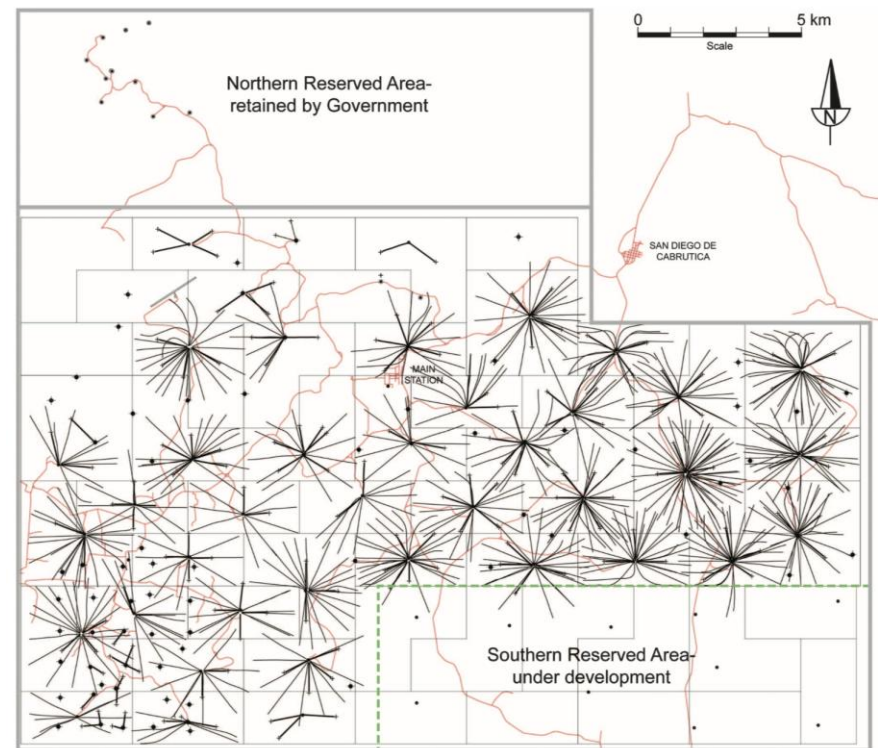 0 5 km
Scale
N
Northern Reserved Area-
retained by Government
SAN DIEGO DE
CABRUTICA
MAIN
STATION
Southern Reserved Area-
under development